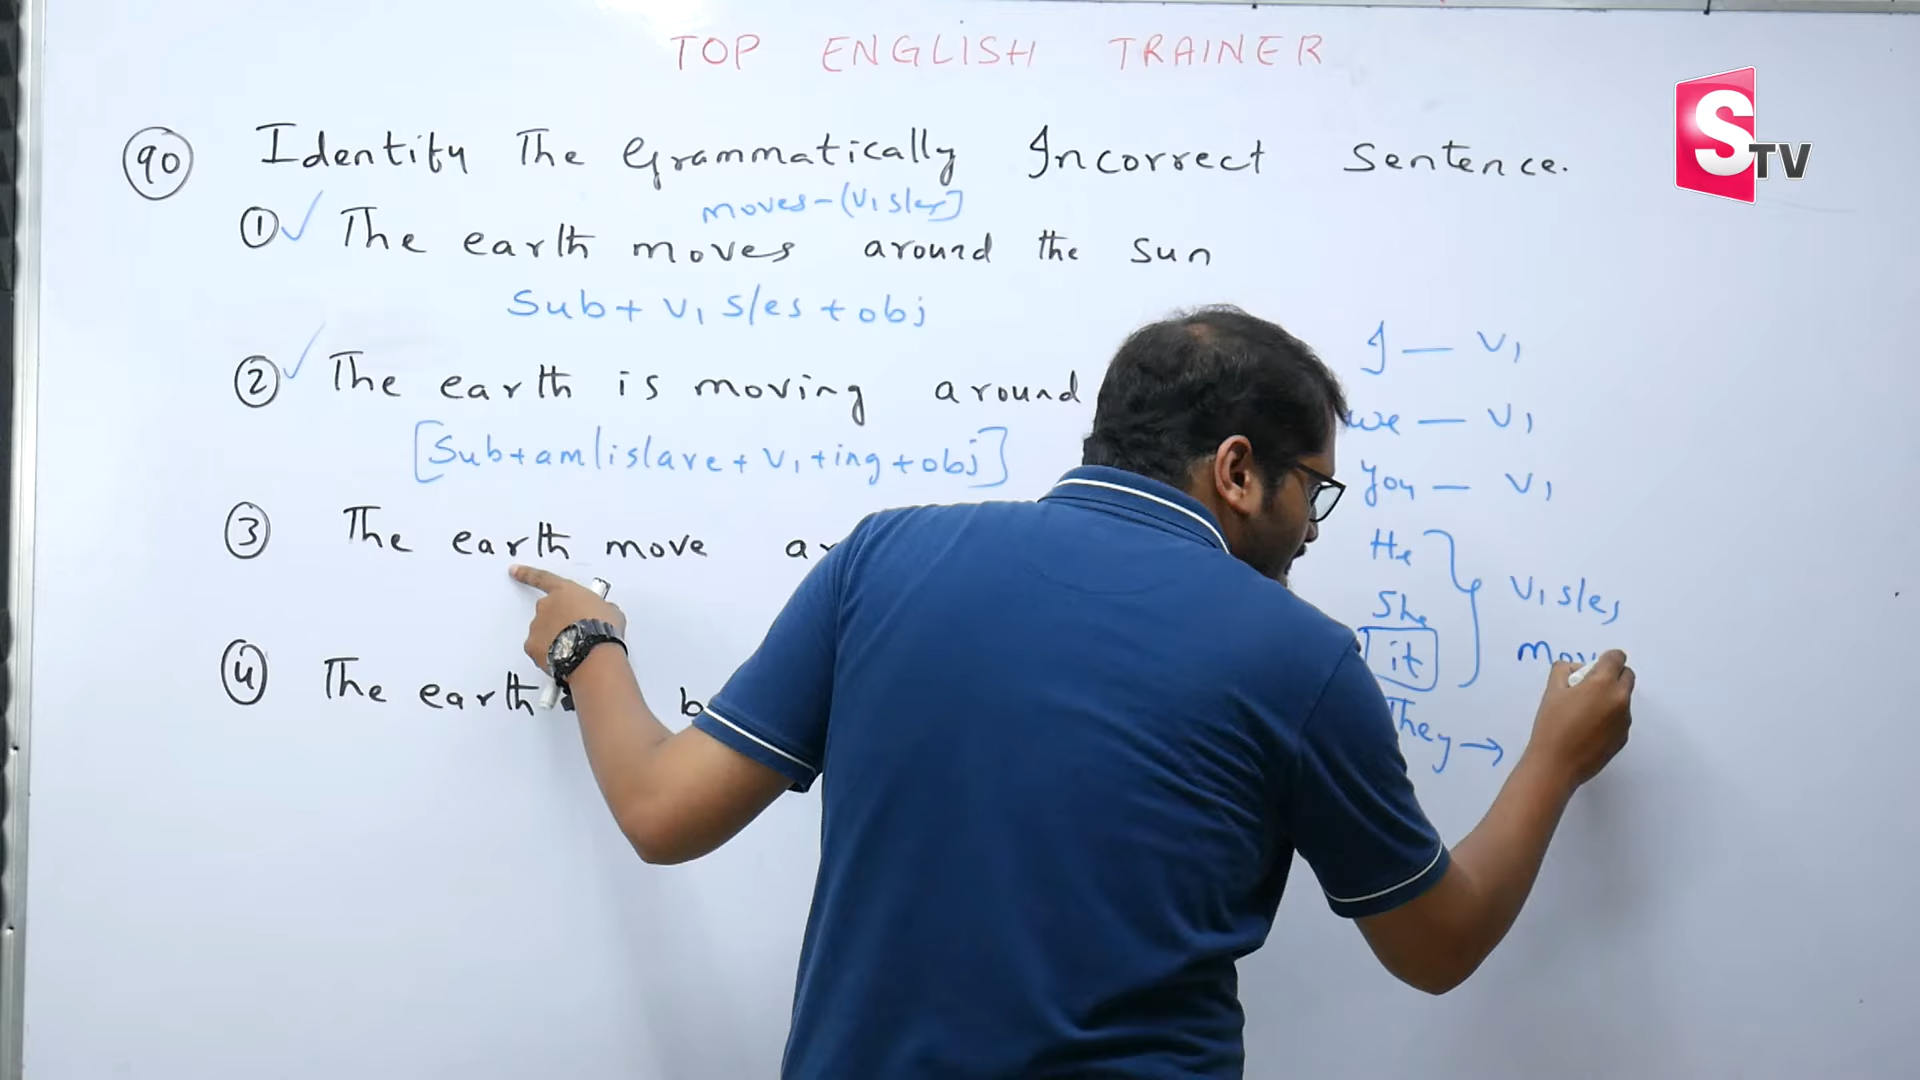 TOP ENGLISH TRAINER
STV
90 Identify The Grammatically Incorrect Sentence.
moves-(V1 s/es]
① ✓ The earth moves around the sun
Sub+ V1 s/es + obj
② ✓ The earth is moving around
[Sub+am|is|are + V1+ing+obj]
③ The earth move
④ The earth
I — V1
we — V1
You — V1
He
She
it
V1 s/es
They →